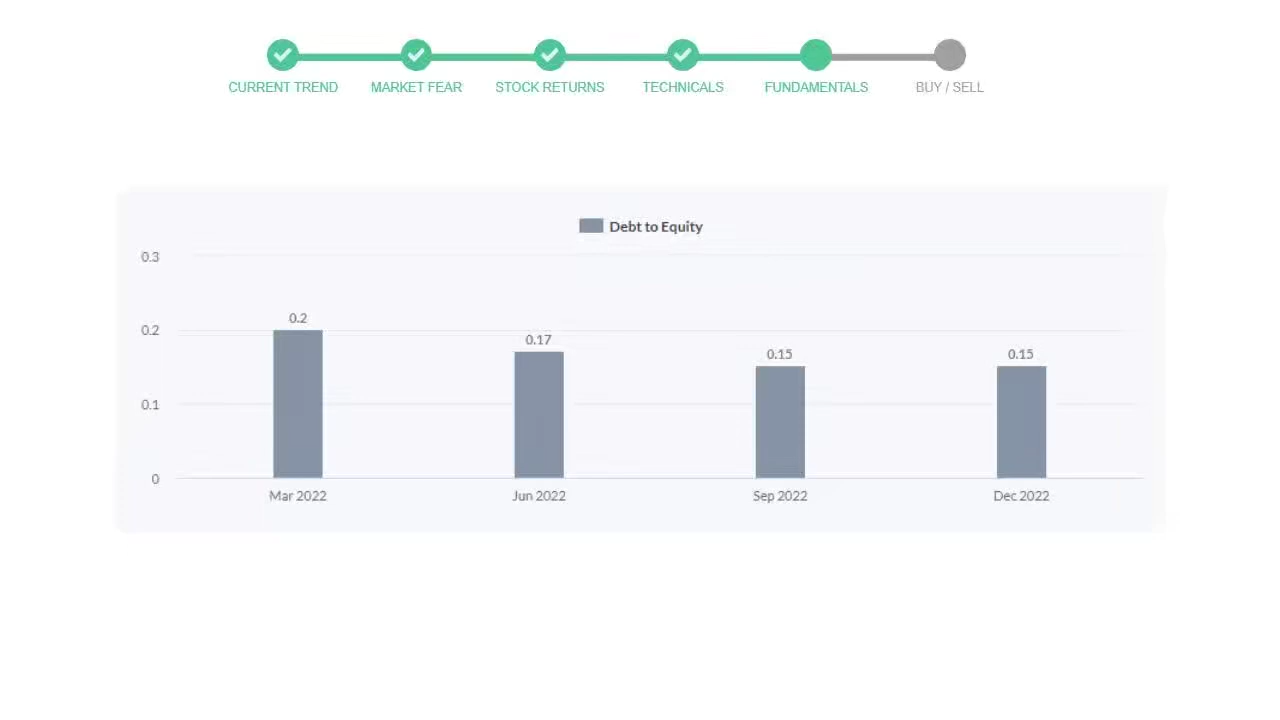 CURRENT TREND MARKET FEAR STOCK RETURNS TECHNICALS FUNDAMENTALS BUY / SELL
Debt to Equity
0.3
0.2
0.2
0.17
0.15
0.15
0.1
0
Mar 2022 Jun 2022 Sep 2022 Dec 2022